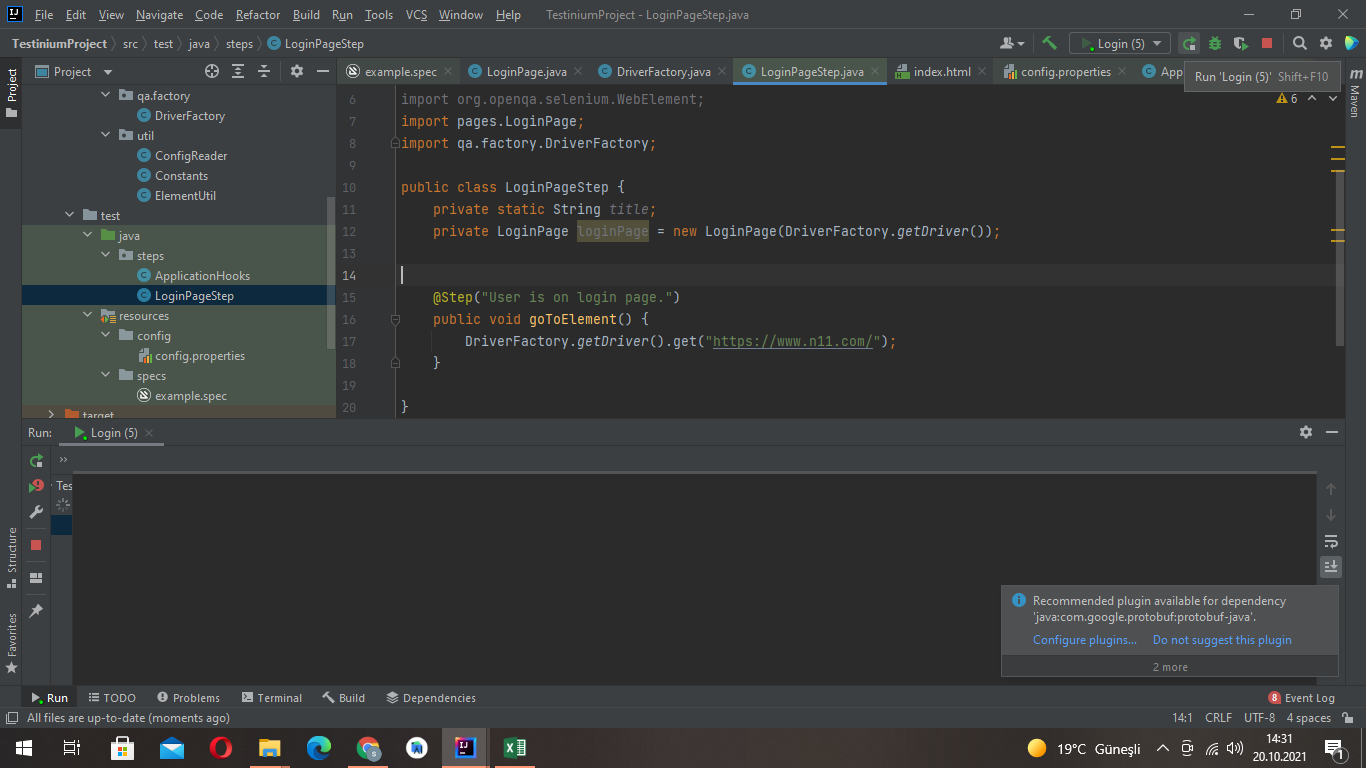 File Edit View Navigate Code Refactor Build Run Tools VCS Window Help TestiniumProject - LoginPageStep.java
TestiniumProject src test java steps LoginPageStep Login (5)
Project example.spec LoginPage.java DriverFactory.java LoginPageStep.java index.html config.properties App
Run 'Login (5)' Shift+F10
Project
Maven
qa.factory
DriverFactory
util
ConfigReader
Constants
ElementUtil
test
java
steps
ApplicationHooks
LoginPageStep
resources
config
config.properties
specs
example.spec
target
6
6 import org.openqa.selenium.WebElement;
7 import pages.LoginPage;
8 import qa.factory.DriverFactory;
9
10 public class LoginPageStep {
11 private static String title;
12 private LoginPage loginPage = new LoginPage(DriverFactory.getDriver());
13
14
15 @Step("User is on login page.")
16 public void goToElement() {
17 DriverFactory.getDriver().get("https://www.n11.com/");
18 }
19
20 }
Run: Login (5)
Tes
Structure
Favorites
Recommended plugin available for dependency
'java:com.google.protobuf:protobuf-java'.
Configure plugins... Do not suggest this plugin
2 more
Run TODO Problems Terminal Build Dependencies 8 Event Log
All files are up-to-date (moments ago) 14:1 CRLF UTF-8 4 spaces
19°C Güneşli 14:31
20.10.2021
1